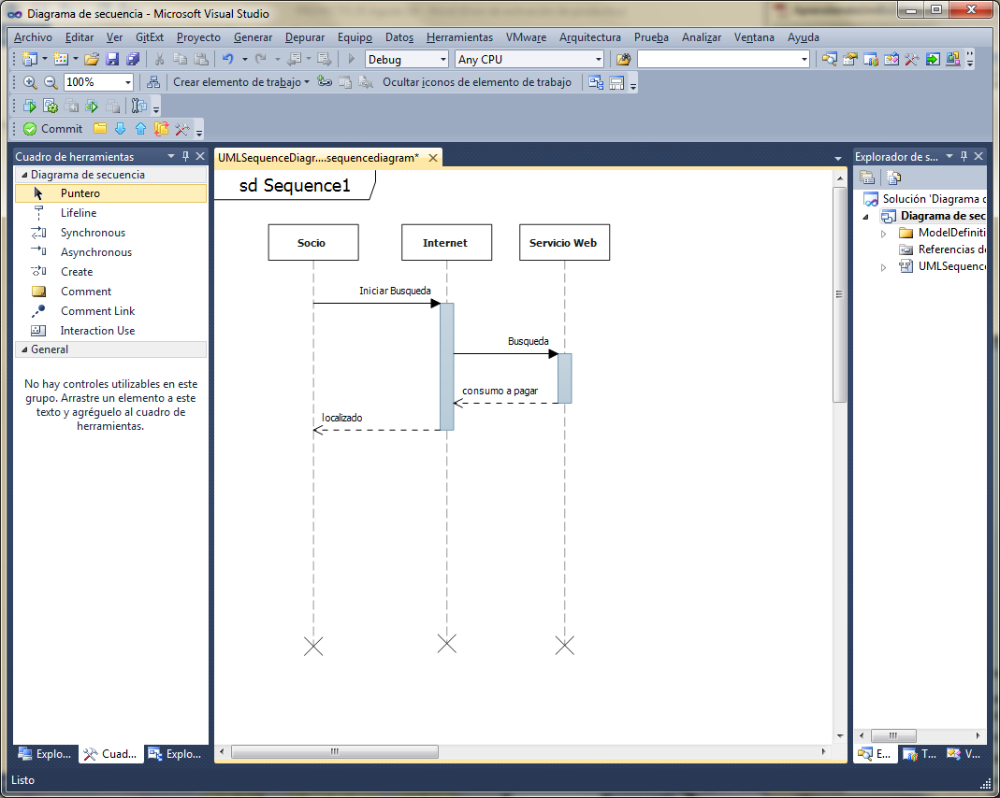 Diagrama de secuencia - Microsoft Visual Studio
Archivo Editar Ver GitExt Proyecto Generar Depurar Equipo Datos Herramientas VMware Arquitectura Prueba Analizar Ventana Ayuda
Debug Any CPU
100% Crear elemento de trabajo Ocultar iconos de elemento de trabajo
Commit
Cuadro de herramientas
Diagrama de secuencia
Puntero
Lifeline
Synchronous
Asynchronous
Create
Comment
Comment Link
Interaction Use
General
No hay controles utilizables en este
grupo. Arrastre un elemento a este
texto y agréguelo al cuadro de
herramientas.
Explo...
Cuad...
Explo...
UMLSequenceDiagr....sequencediagram*
sd Sequence1
Socio
Internet
Servicio Web
Iniciar Busqueda
Busqueda
consumo a pagar
localizado
Explorador de s...
Solución 'Diagrama d
Diagrama de sec
ModelDefiniti
Referencias de
UMLSequenc
E...
T...
V...
Listo